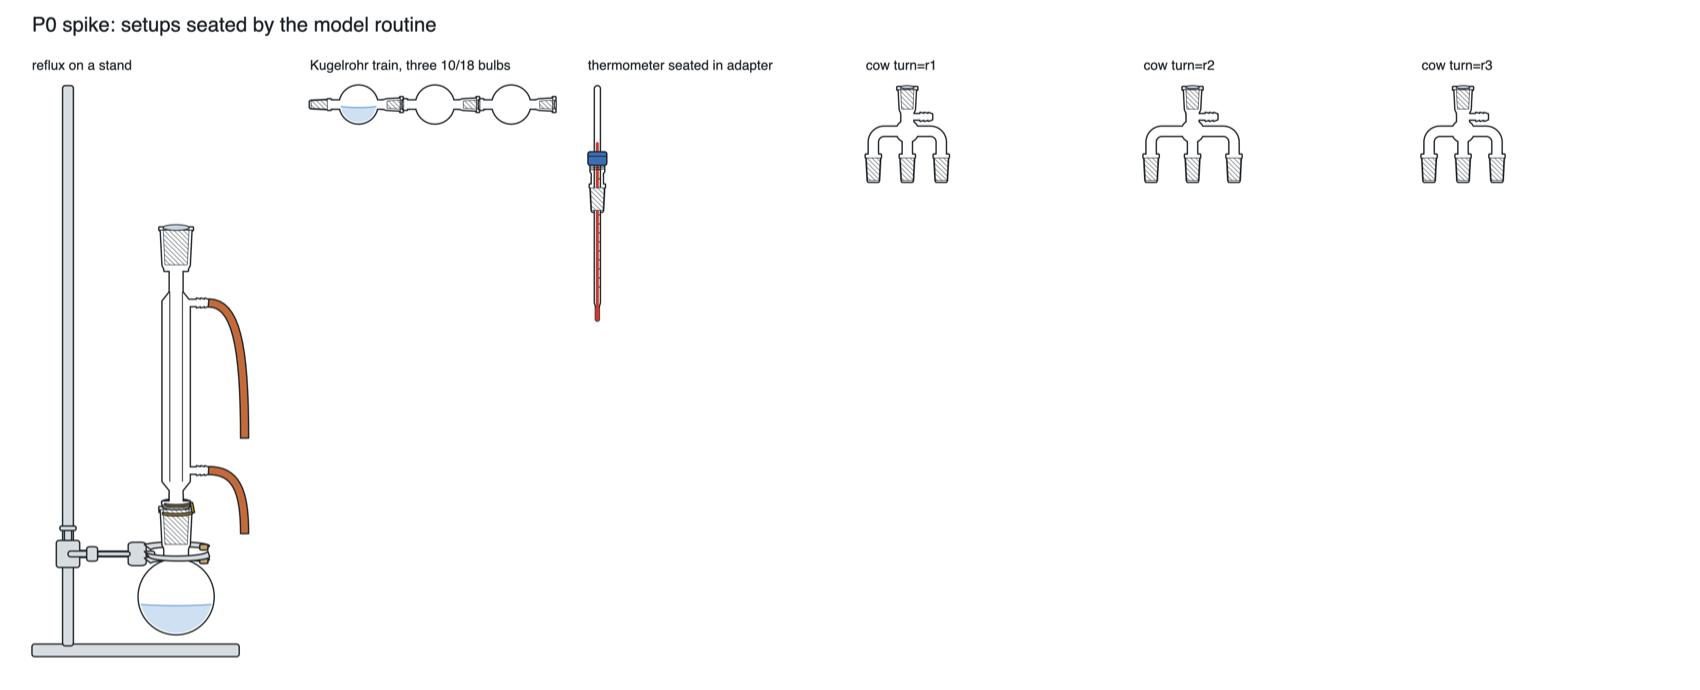 P0 spike: setups seated by the model routine
reflux on a stand
Kugelrohr train, three 10/18 bulbs
thermometer seated in adapter
cow turn=r1
cow turn=r2
cow turn=r3